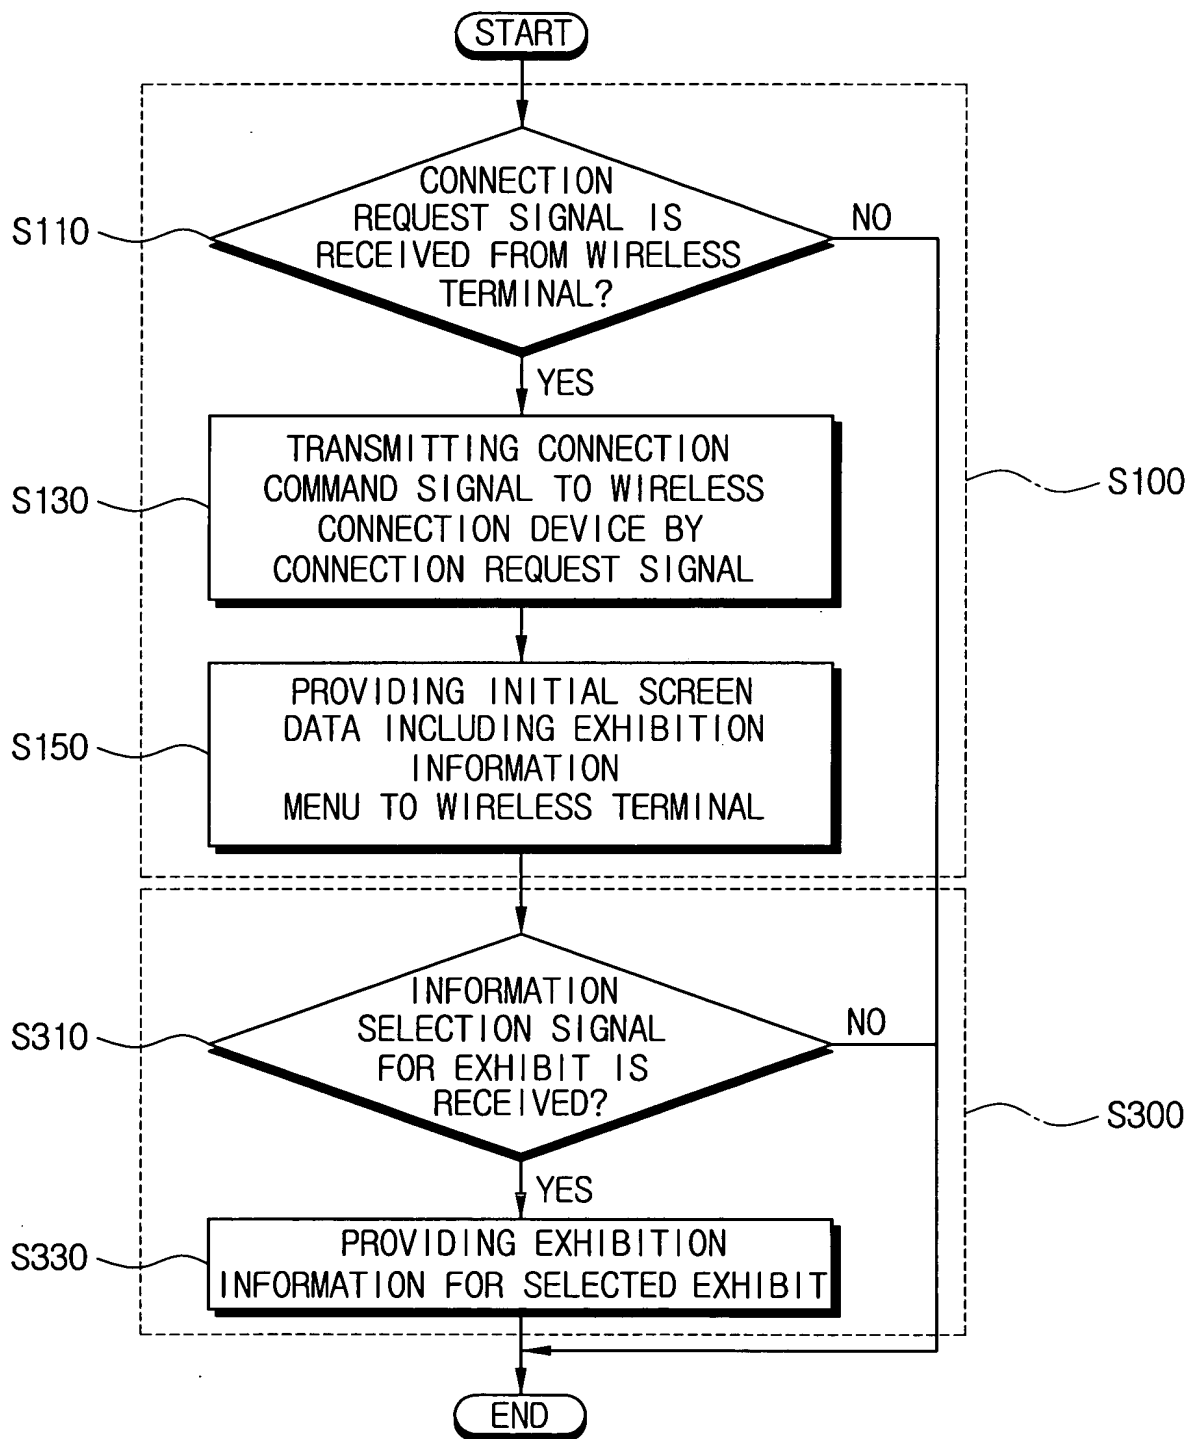 START
CONNECTION
REQUEST SIGNAL IS
RECEIVED FROM WIRELESS
TERMINAL?
S110
NO
YES
TRANSMITTING CONNECTION
COMMAND SIGNAL TO WIRELESS
CONNECTION DEVICE BY
CONNECTION REQUEST SIGNAL
S130
S100
PROVIDING INITIAL SCREEN
DATA INCLUDING EXHIBITION
INFORMATION
MENU TO WIRELESS TERMINAL
S150
INFORMATION
SELECTION SIGNAL
FOR EXHIBIT IS
RECEIVED?
S310
NO
S300
YES
PROVIDING EXHIBITION
INFORMATION FOR SELECTED EXHIBIT
S330
END